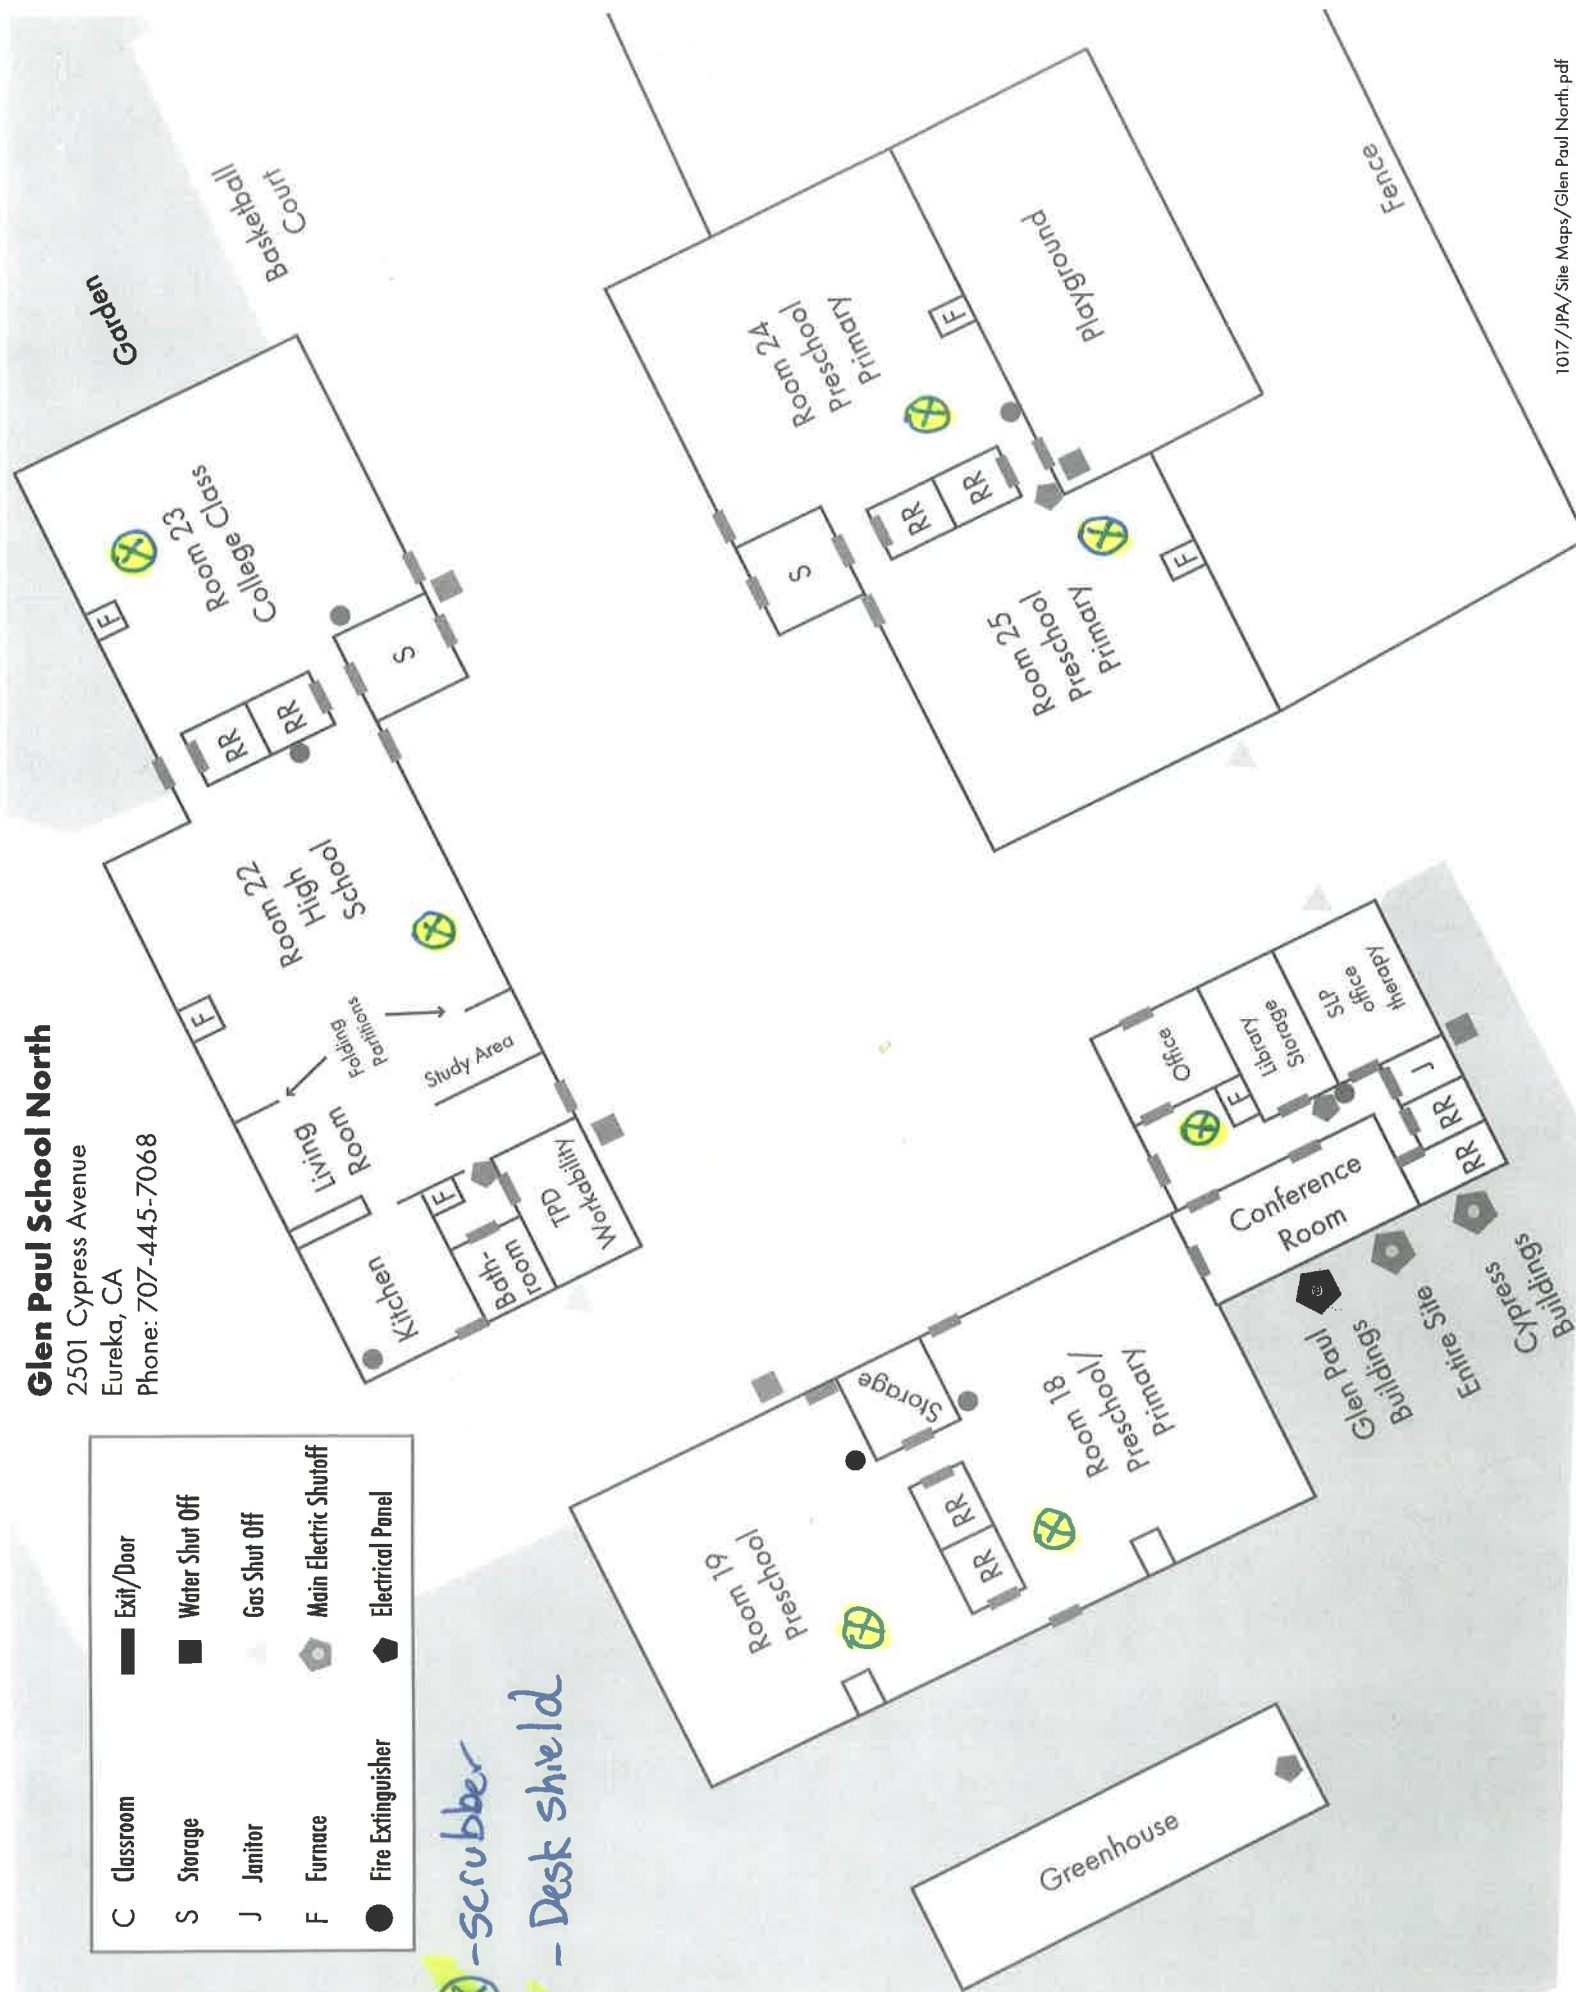 Glen Paul School North
2501 Cypress Avenue
Eureka, CA
Phone: 707-445-7068
C Classroom
Exit/Door
S Storage
Water Shut Off
J Janitor
Gas Shut Off
F Furnace
Main Electric Shutoff
Fire Extinguisher
Electrical Panel
-scrubber
- Desk shield
Garden
Basketball
Court
Room 23
College Class
F
RR
RR
S
Room 22
High
School
F
Folding
Partitions
Study Area
Living
Room
Kitchen
F
Bath-
room
TPD
Workability
Room 24
Preschool
Primary
F
Playground
RR
RR
S
Room 25
Preschool
Primary
F
Fence
Office
Library
Storage
SLP
office
therapy
F
J
RR
RR
Conference
Room
Storage
Room 18
Preschool/
Primary
RR
RR
Room 19
Preschool
Glen Paul
Buildings
Entire Site
Cypress
Buildings
Greenhouse
1017/JPA/Site Maps/Glen Paul North.pdf